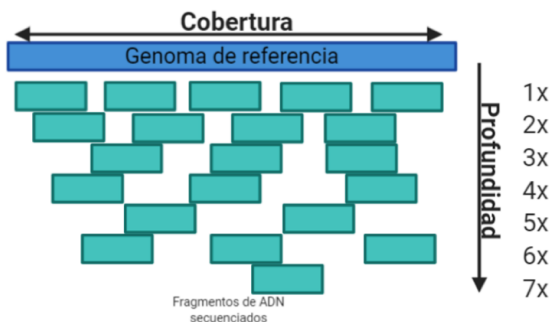 Cobertura
Genoma de referencia
Profundidad
1x
2x
3x
4x
5x
6x
7x
Fragmentos de ADN
secuenciados